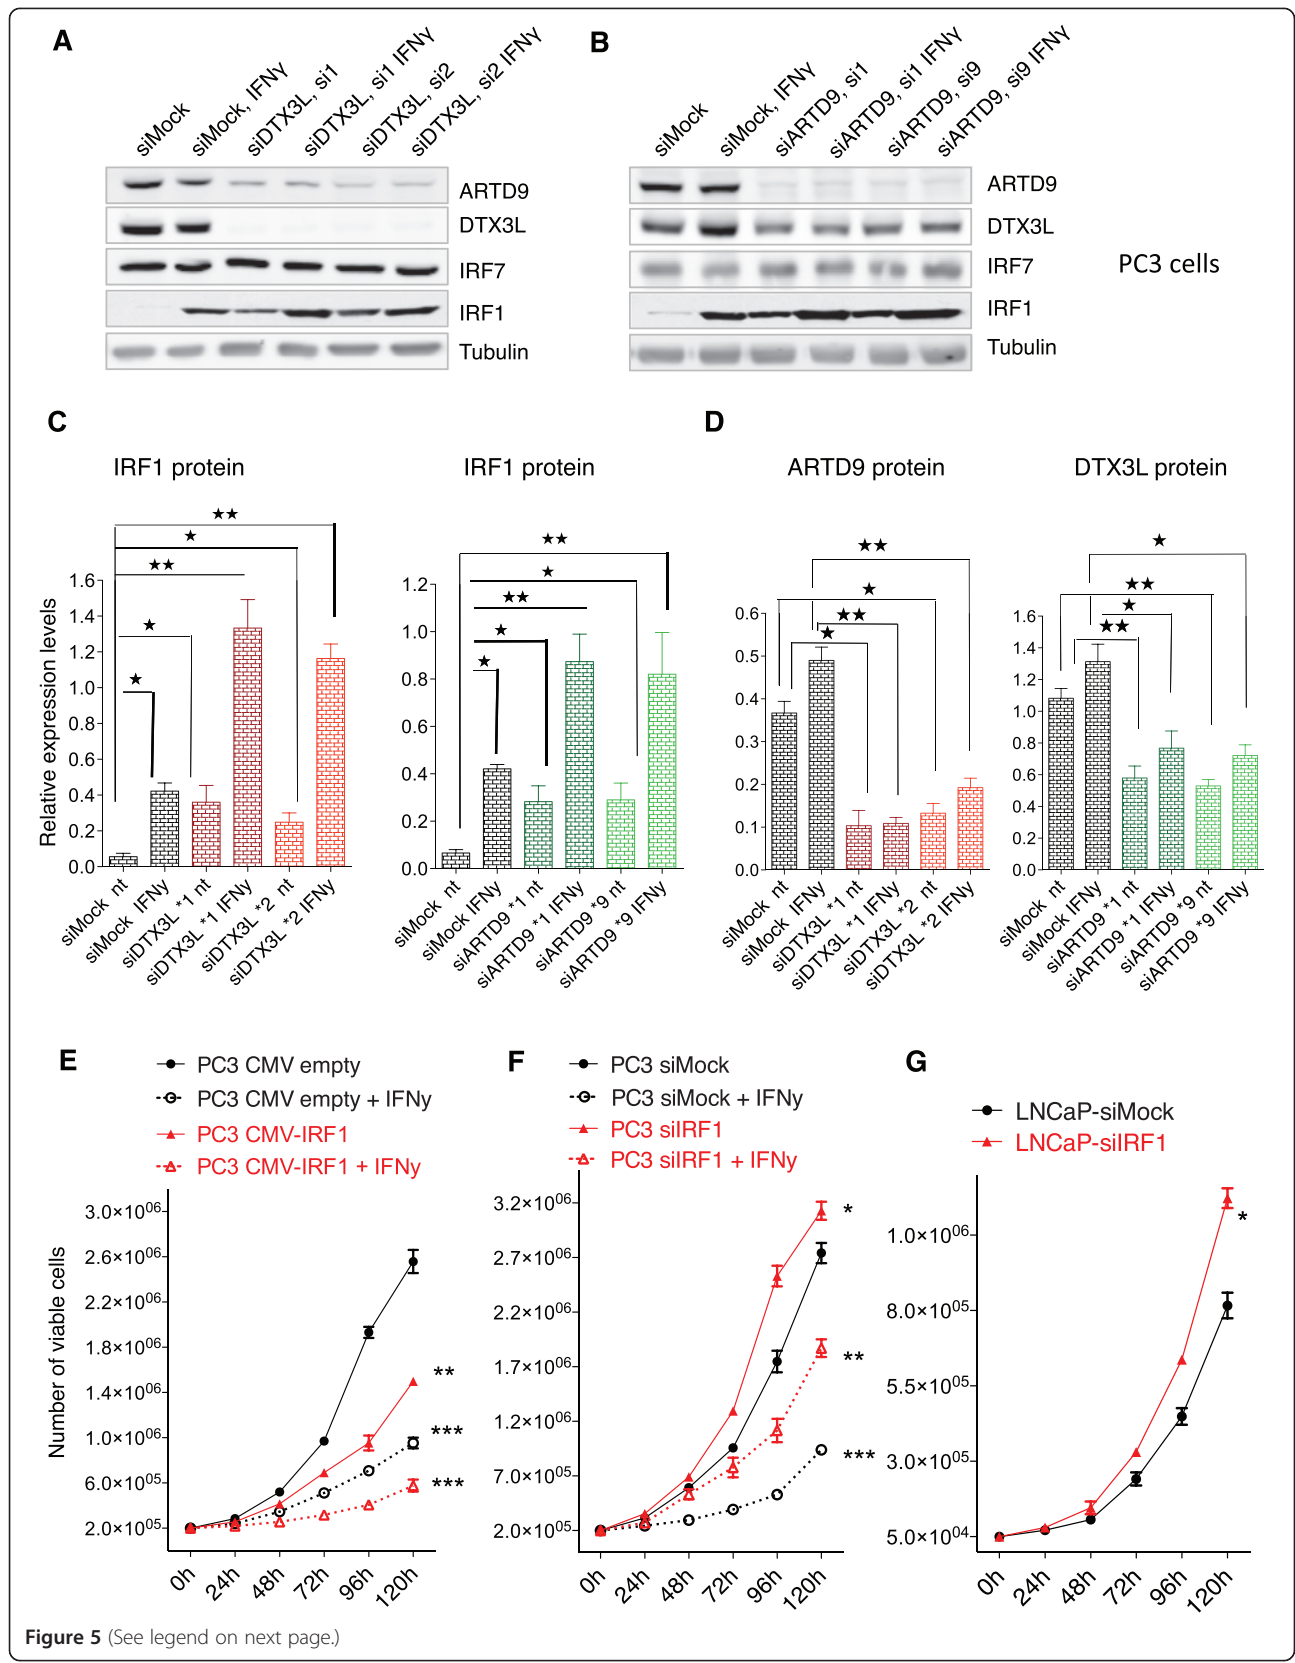 A
siMock
siMock, IFNγ
siDTX3L, si1
siDTX3L, si1 IFNγ
siDTX3L, si2
siDTX3L, si2 IFNγ
ARTD9
DTX3L
IRF7
IRF1
Tubulin
B
siMock
siMock, IFNγ
siARTD9, si1
siARTD9, si1 IFNγ
siARTD9, si9
siARTD9, si9 IFNγ
ARTD9
DTX3L
IRF7
IRF1
Tubulin
PC3 cells
C
IRF1 protein
Relative expression levels
★★
★
★★
★
★
1.6
1.4
1.2
1.0
0.8
0.6
0.4
0.2
0.0
siMock nt
siMock IFNγ
siDTX3L *1 nt
siDTX3L *1 IFNγ
siDTX3L *2 nt
siDTX3L *2 IFNγ
IRF1 protein
★★
★
★★
★
★
1.2
1.0
0.8
0.6
0.4
0.2
0.0
siMock nt
siMock IFNγ
siARTD9 *1 nt
siARTD9 *1 IFNγ
siARTD9 *9 nt
siARTD9 *9 IFNγ
D
ARTD9 protein
★★
★
★★
★
0.6
0.5
0.4
0.3
0.2
0.1
0.0
siMock nt
siMock IFNγ
siDTX3L *1 nt
siDTX3L *1 IFNγ
siDTX3L *2 nt
siDTX3L *2 IFNγ
DTX3L protein
★
★★
★
★★
1.6
1.4
1.2
1.0
0.8
0.6
0.4
0.2
0.0
siMock nt
siMock IFNγ
siARTD9 *1 nt
siARTD9 *1 IFNγ
siARTD9 *9 nt
siARTD9 *9 IFNγ
E
PC3 CMV empty
PC3 CMV empty + IFNy
PC3 CMV-IRF1
PC3 CMV-IRF1 + IFNy
Number of viable cells
3.0×10⁰⁶
2.6×10⁰⁶
2.2×10⁰⁶
1.8×10⁰⁶
1.4×10⁰⁶
1.0×10⁰⁶
6.0×10⁰⁵
2.0×10⁰⁵
**
***
***
0h
24h
48h
72h
96h
120h
F
PC3 siMock
PC3 siMock + IFNy
PC3 siIRF1
PC3 siIRF1 + IFNy
3.2×10⁰⁶
2.7×10⁰⁶
2.2×10⁰⁶
1.7×10⁰⁶
1.2×10⁰⁶
7.0×10⁰⁵
2.0×10⁰⁵
*
**
***
0h
24h
48h
72h
96h
120h
G
LNCaP-siMock
LNCaP-siIRF1
1.0×10⁰⁶
8.0×10⁰⁵
5.5×10⁰⁵
3.0×10⁰⁵
5.0×10⁰⁴
*
0h
24h
48h
72h
96h
120h
Figure 5 (See legend on next page.)